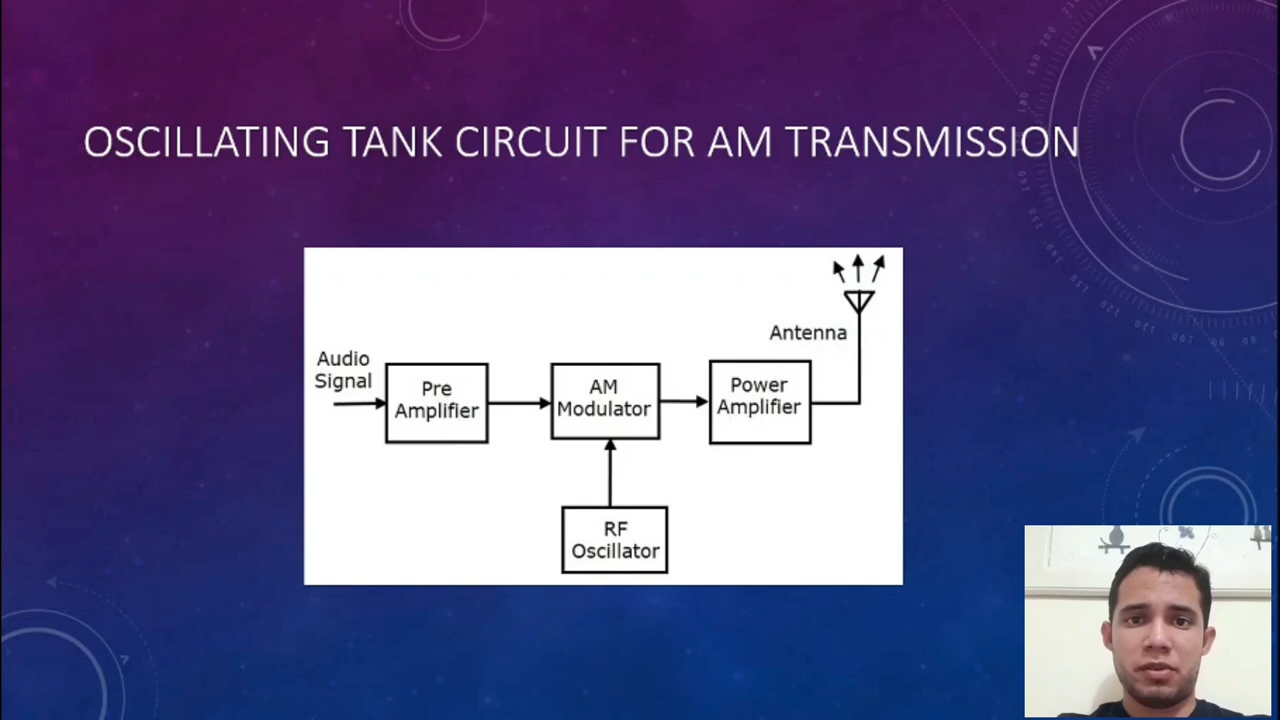 OSCILLATING TANK CIRCUIT FOR AM TRANSMISSION
Antenna
Audio
Signal
Pre
Amplifier
AM
Modulator
Power
Amplifier
RF
Oscillator